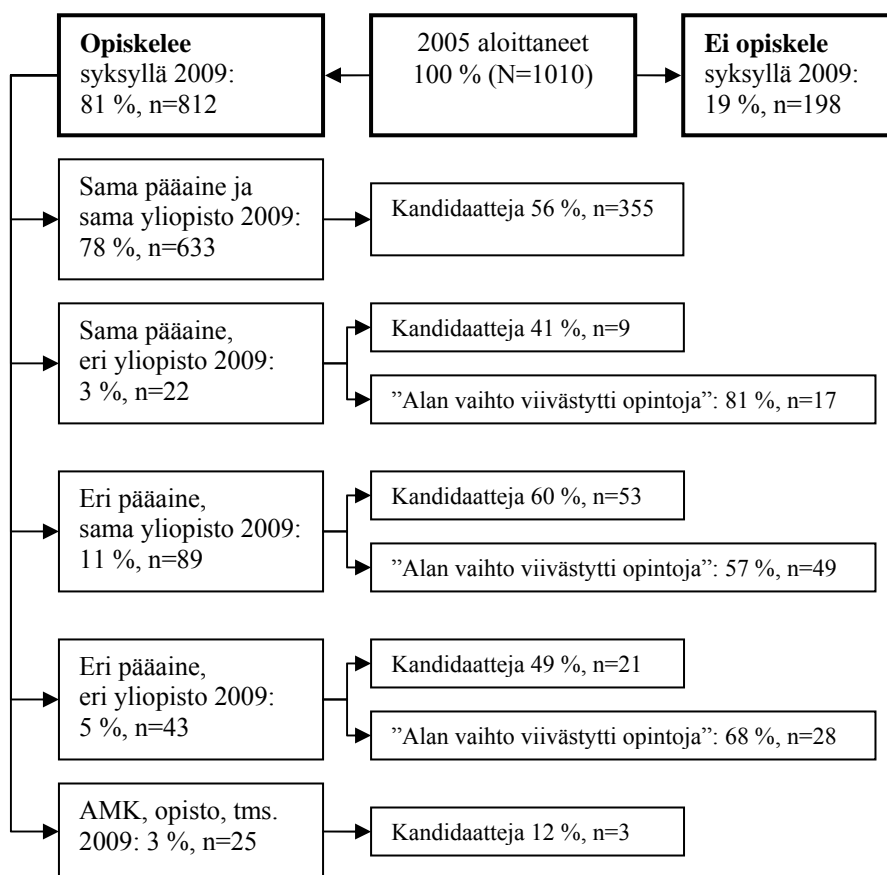 Opiskelee
syksyllä 2009:
81 %, n=812
2005 aloittaneet
100 % (N=1010)
Ei opiskele
syksyllä 2009:
19 %, n=198
Sama pääaine ja
sama yliopisto 2009:
78 %, n=633
Kandidaatteja 56 %, n=355
Sama pääaine,
eri yliopisto 2009:
3 %, n=22
Kandidaatteja 41 %, n=9
”Alan vaihto viivästytti opintoja”: 81 %, n=17
Eri pääaine,
sama yliopisto 2009:
11 %, n=89
Kandidaatteja 60 %, n=53
”Alan vaihto viivästytti opintoja”: 57 %, n=49
Eri pääaine,
eri yliopisto 2009:
5 %, n=43
Kandidaatteja 49 %, n=21
”Alan vaihto viivästytti opintoja”: 68 %, n=28
AMK, opisto, tms.
2009: 3 %, n=25
Kandidaatteja 12 %, n=3